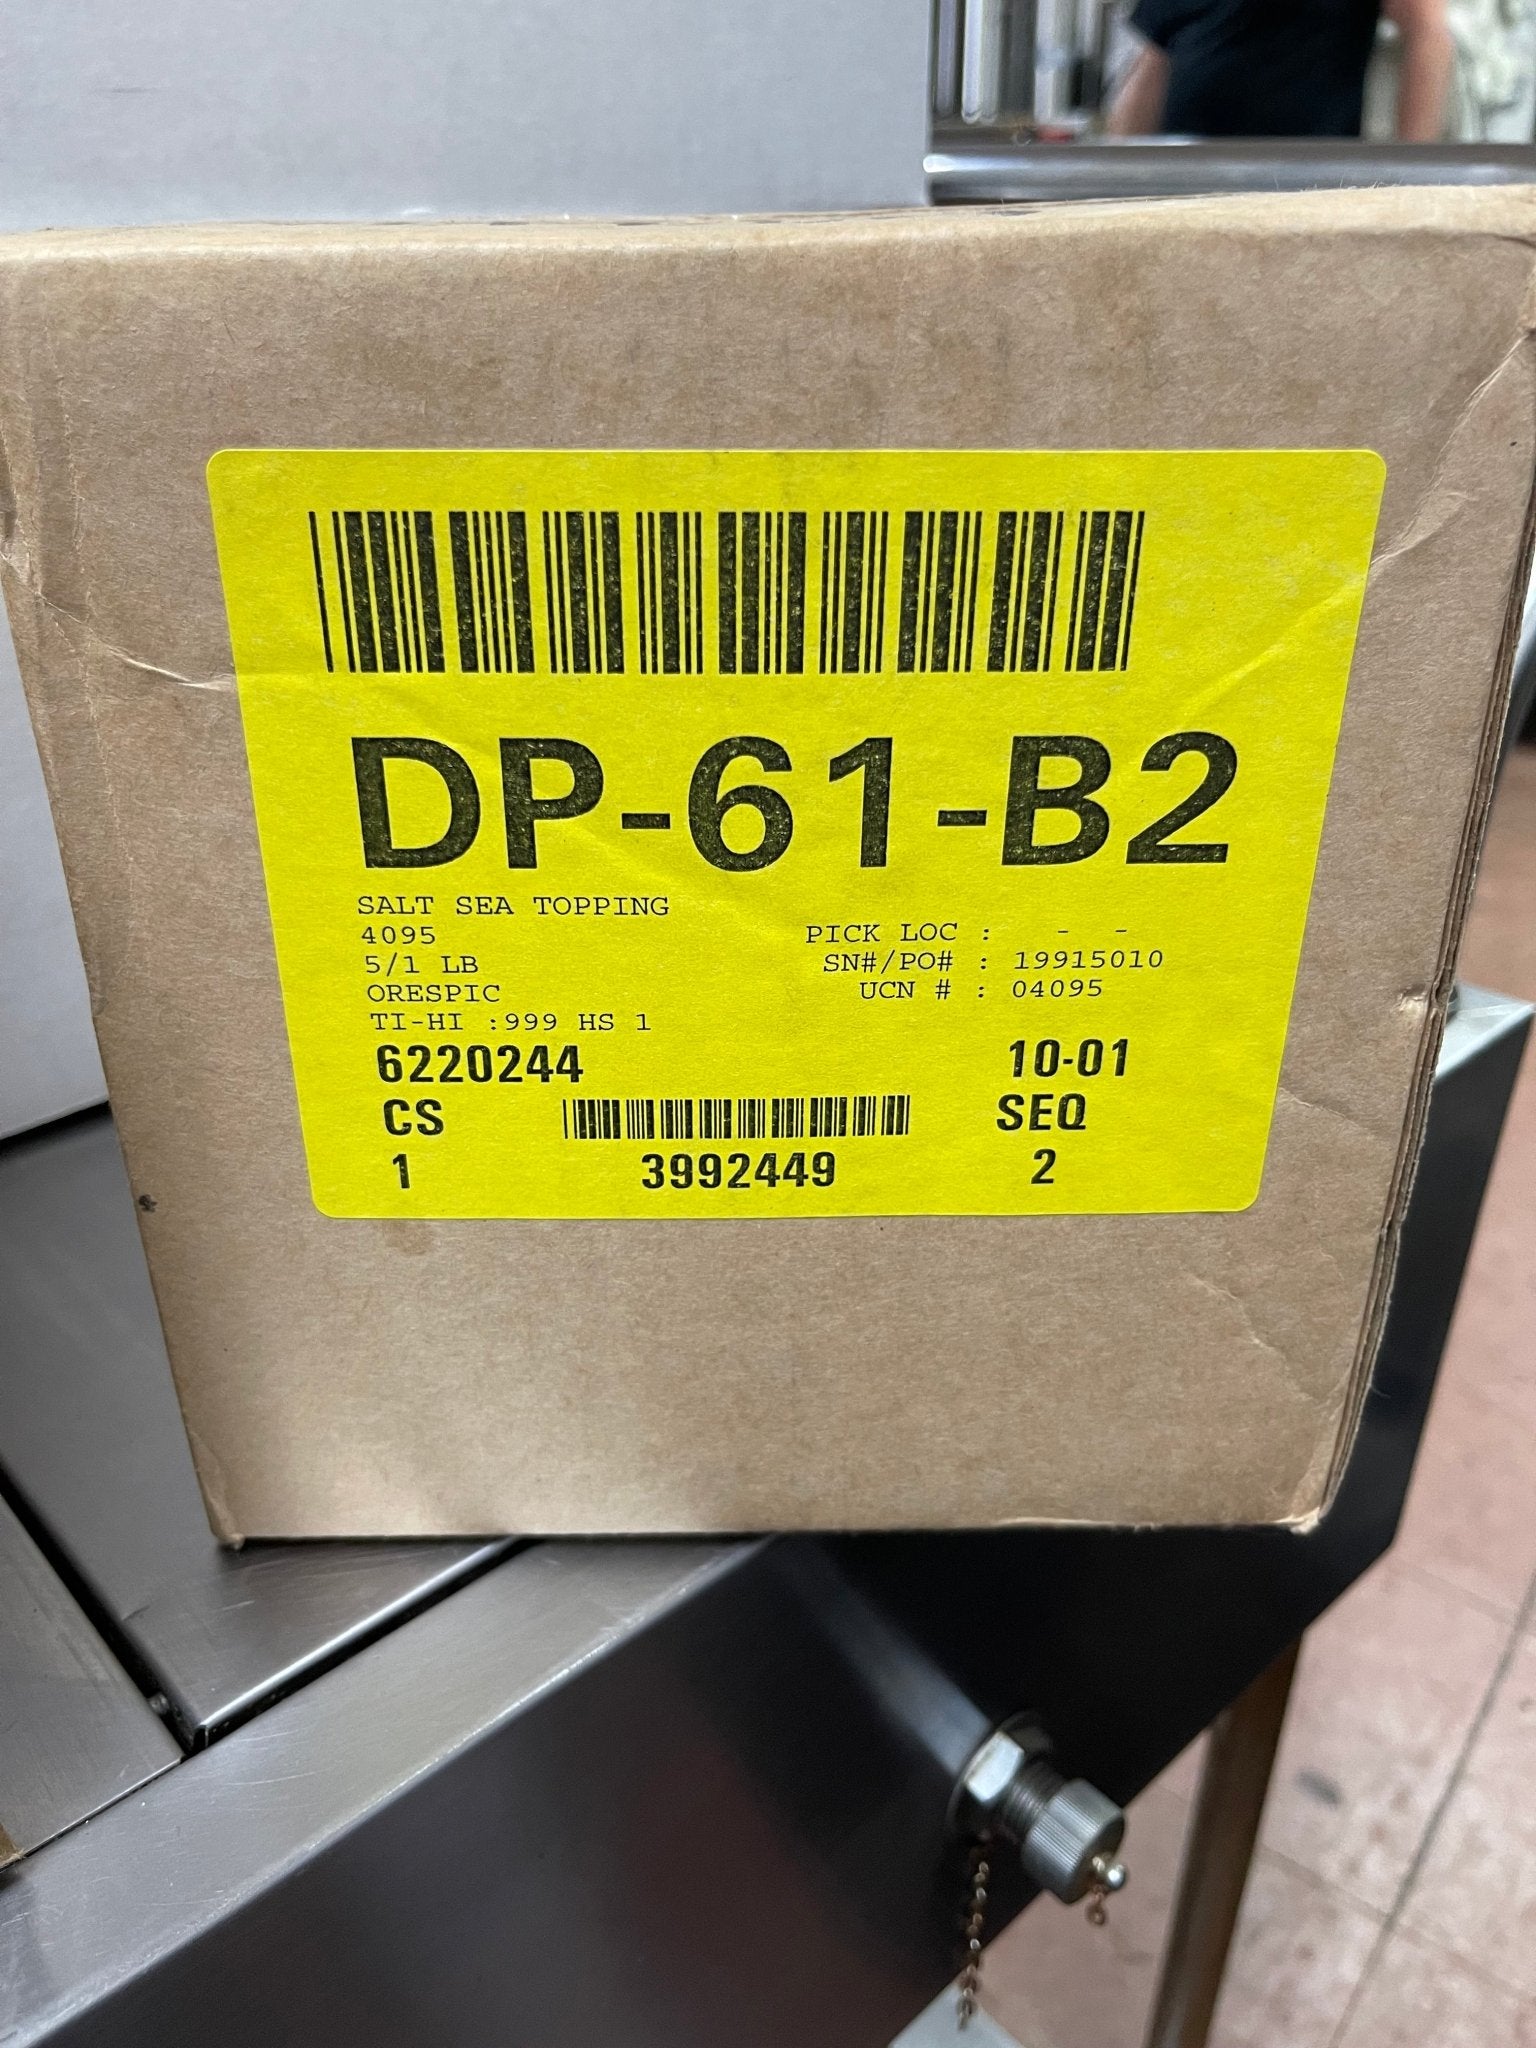 DP-61-B2
SALT SEA TOPPING
4095
5/1 LB
ORESPIC
TI-HI :999 HS 1
PICK LOC : - -
SN#/PO# : 19915010
UCN # : 04095
6220244
10-01
CS
SEQ
1
3992449
2